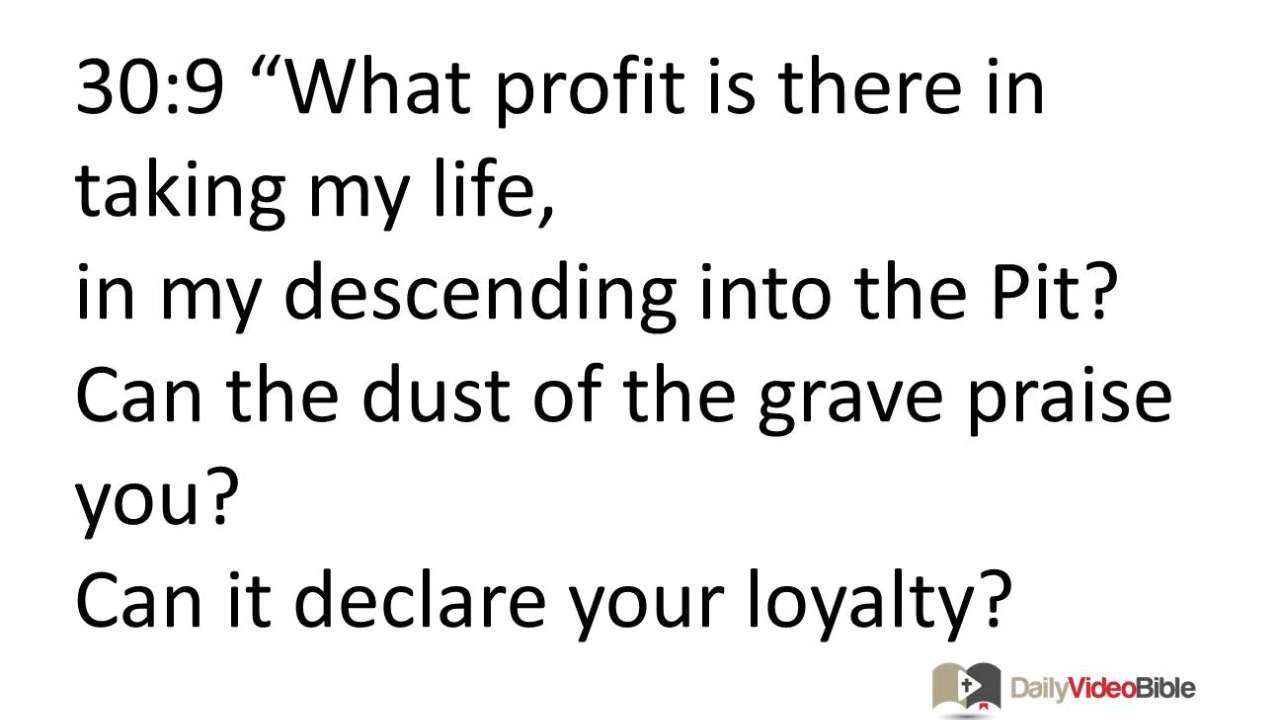 30:9 “What profit is there in
taking my life,
in my descending into the Pit?
Can the dust of the grave praise
you?
Can it declare your loyalty?
DailyVideoBible